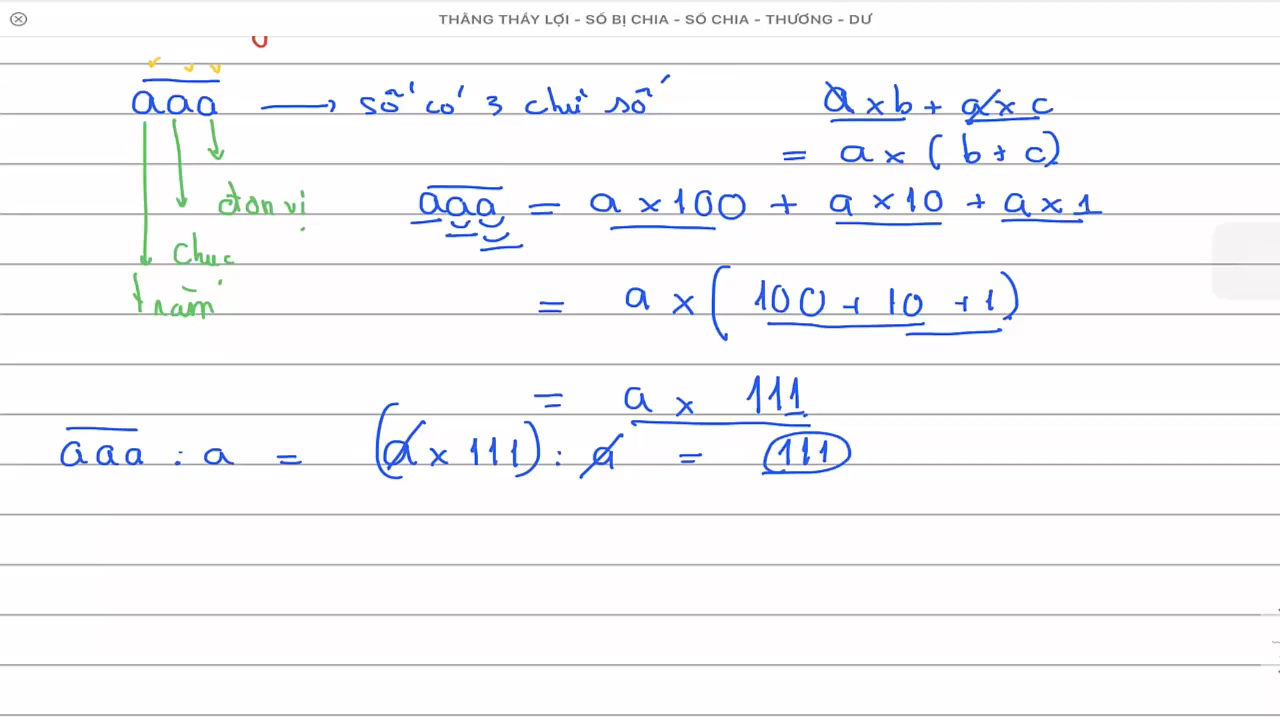 THẰNG THẦY LỢI - SỐ BỊ CHIA - SỐ CHIA - THƯƠNG - DƯ
aaa → số có 3 chữ số
a x b + a x c
= a x ( b + c )
đơn vị
chục
trăm
aaa = a x 100 + a x 10 + a x 1
= a x ( 100 + 10 + 1 )
= a x 111
aaa : a = ( a x 111 ) : a = 111